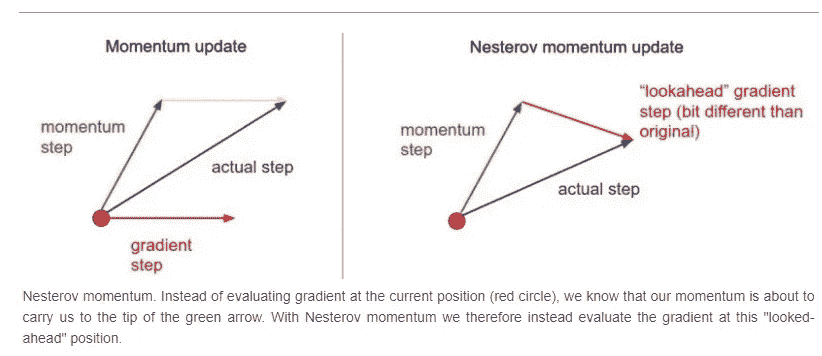 Momentum update
momentum
step
actual step
gradient
step
Nesterov momentum update
momentum
step
"lookahead" gradient
step (bit different than
original)
actual step
Nesterov momentum. Instead of evaluating gradient at the current position (red circle), we know that our momentum is about to
carry us to the tip of the green arrow. With Nesterov momentum we therefore instead evaluate the gradient at this "looked-
ahead" position.